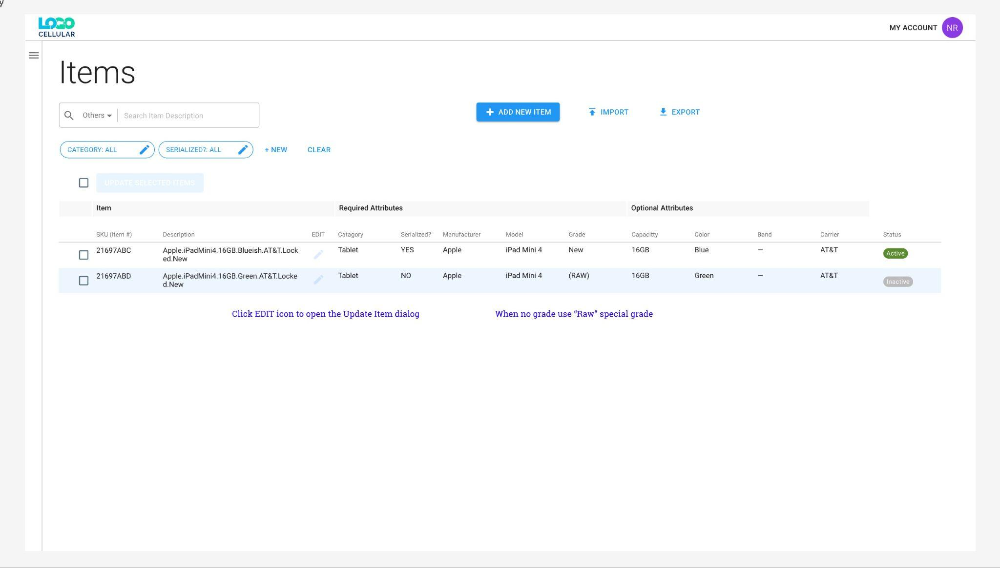 LOGO
CELLULAR
MY ACCOUNT NR
Items
Others Search Item Description
ADD NEW ITEM IMPORT EXPORT
CATEGORY: ALL SERIALIZED?: ALL + NEW CLEAR
UPDATE SELECTED ITEMS
Item Required Attributes Optional Attributes
SKU (Item #) Description EDIT Catagory Serialized? Manufacturer Model Grade Capacitty Color Band Carrier Status
21697ABC Apple.iPadMini4.16GB.Blueish.AT&T.Lock Tablet YES Apple iPad Mini 4 New 16GB Blue — AT&T Active
ed.New
21697ABD Apple.iPadMini4.16GB.Green.AT&T.Locke Tablet NO Apple iPad Mini 4 (RAW) 16GB Green — AT&T Inactive
d.New
Click EDIT icon to open the Update Item dialog When no grade use “Raw” special grade